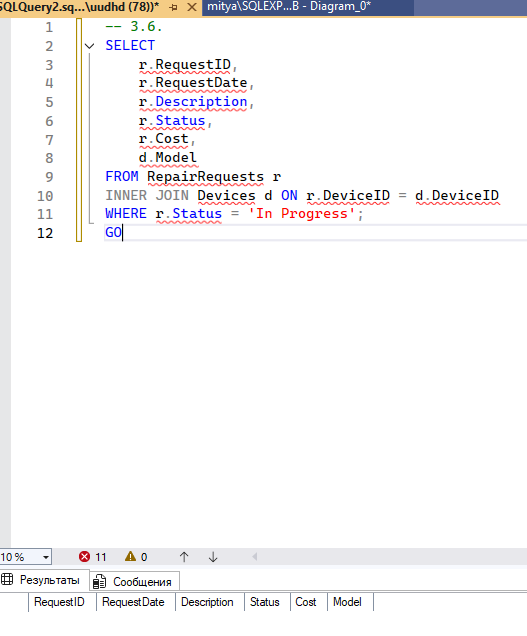 SQLQuery2.sq...\uudhd (78))*
mitya\SQLEXP...B - Diagram_0*
1 -- 3.6.
2 SELECT
3 r.RequestID,
4 r.RequestDate,
5 r.Description,
6 r.Status,
7 r.Cost,
8 d.Model
9 FROM RepairRequests r
10 INNER JOIN Devices d ON r.DeviceID = d.DeviceID
11 WHERE r.Status = 'In Progress';
12 GO
10 % 11 0
Результаты Сообщения
RequestID RequestDate Description Status Cost Model